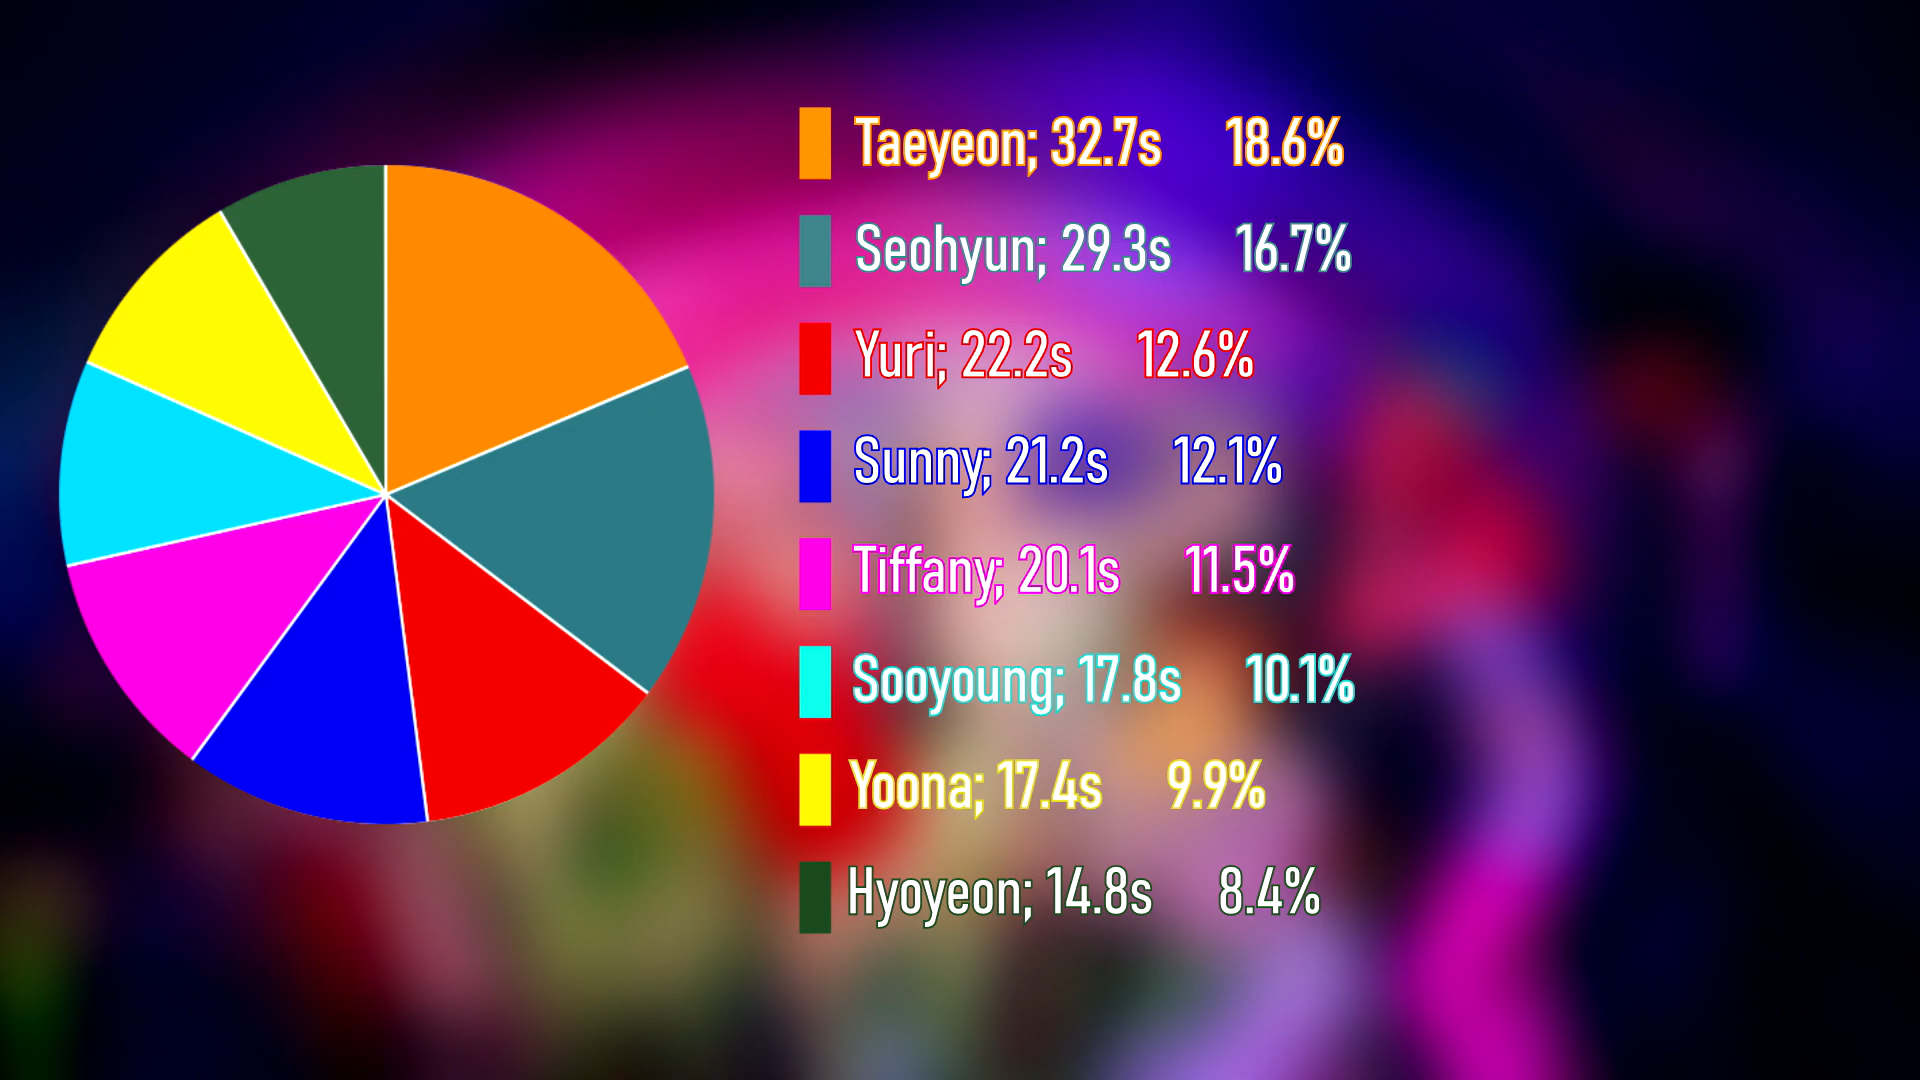 Taeyeon; 32.7s 18.6%
Seohyun; 29.3s 16.7%
Yuri; 22.2s 12.6%
Sunny; 21.2s 12.1%
Tiffany; 20.1s 11.5%
Sooyoung; 17.8s 10.1%
Yoona; 17.4s 9.9%
Hyoyeon; 14.8s 8.4%